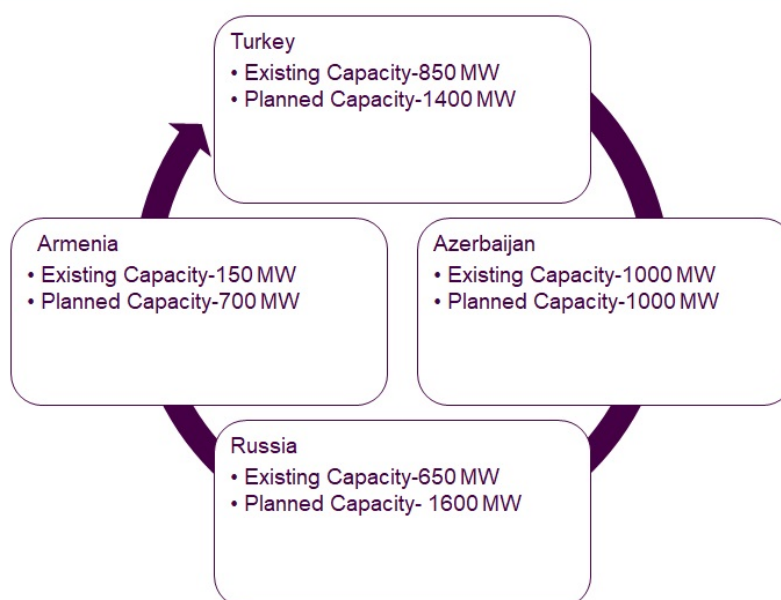 Turkey
• Existing Capacity-850 MW
• Planned Capacity-1400 MW
Armenia
• Existing Capacity-150 MW
• Planned Capacity-700 MW
Azerbaijan
• Existing Capacity-1000 MW
• Planned Capacity-1000 MW
Russia
• Existing Capacity-650 MW
• Planned Capacity- 1600 MW